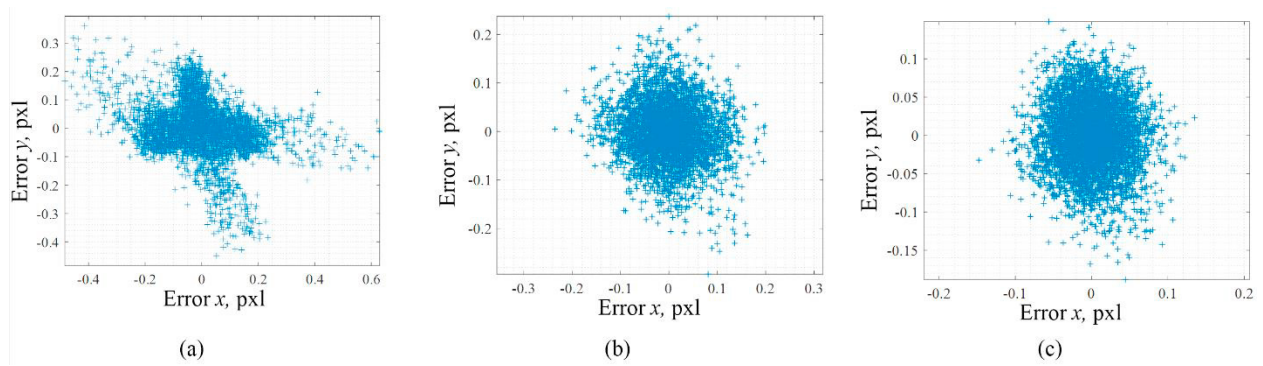 0.3
0.2
0.1
0
-0.1
-0.2
-0.3
-0.4
Error y, pxl
-0.4 -0.2 0 0.2 0.4 0.6
Error x, pxl
(a)
0.2
0.1
0
-0.1
-0.2
Error y, pxl
-0.3 -0.2 -0.1 0 0.1 0.2 0.3
Error x, pxl
(b)
0.1
0.05
0
-0.05
-0.1
-0.15
Error y, pxl
-0.2 -0.1 0 0.1 0.2
Error x, pxl
(c)